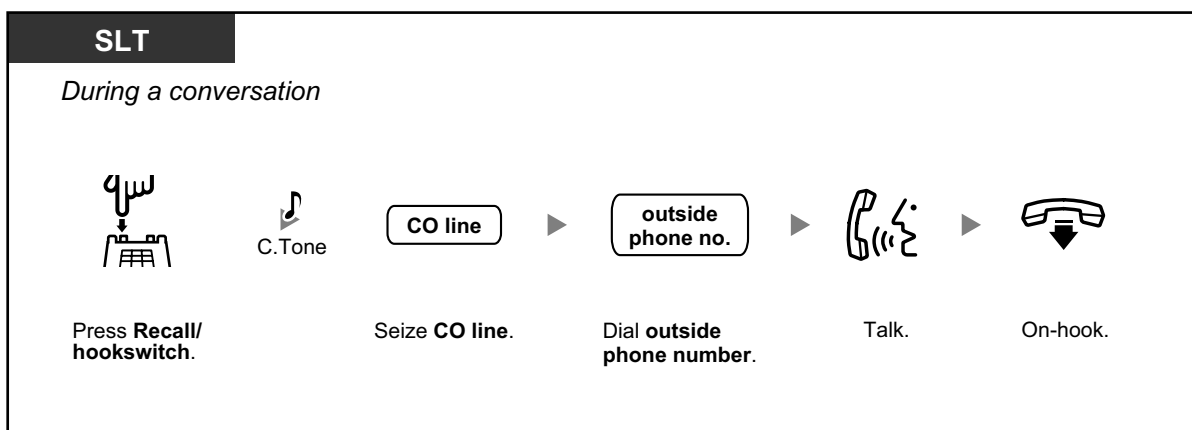 SLT
During a conversation
C.Tone
CO line
outside
phone no.
Press Recall/
hookswitch.
Seize CO line.
Dial outside
phone number.
Talk.
On-hook.